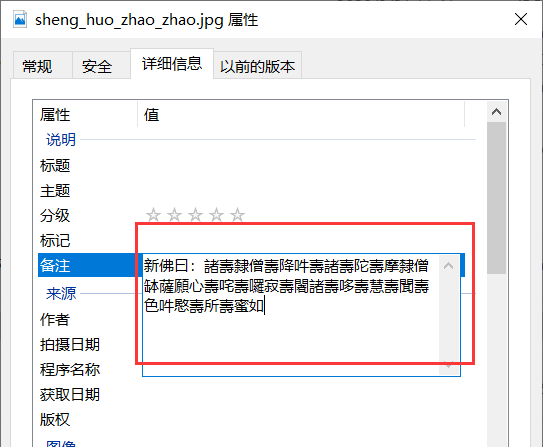 sheng_huo_zhao_zhao.jpg 属性
常规 安全 详细信息 以前的版本
属性 值
说明
标题
主题
分级
标记
备注 新佛曰：諸壽隸僧壽降吽壽諸壽陀壽摩隸僧
缽薩願心壽咤壽囉寂壽闍諸壽哆壽慧壽聞壽
色吽愍壽所壽蜜如
来源
作者
拍摄日期
程序名称
获取日期
版权
图像